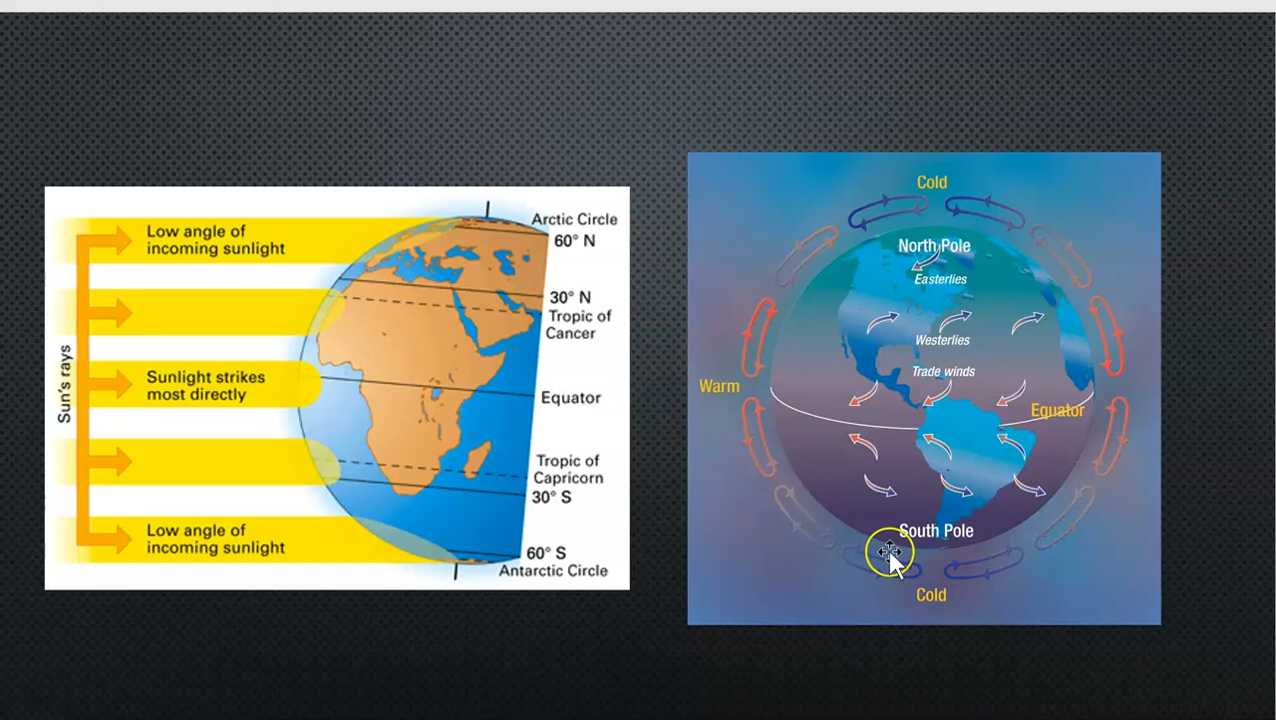 Low angle of
incoming sunlight
Sun's rays
Sunlight strikes
most directly
Low angle of
incoming sunlight
Arctic Circle
60° N
30° N
Tropic of
Cancer
Equator
Tropic of
Capricorn
30° S
60° S
Antarctic Circle
Cold
North Pole
Easterlies
Westerlies
Trade winds
Warm
Equator
South Pole
Cold